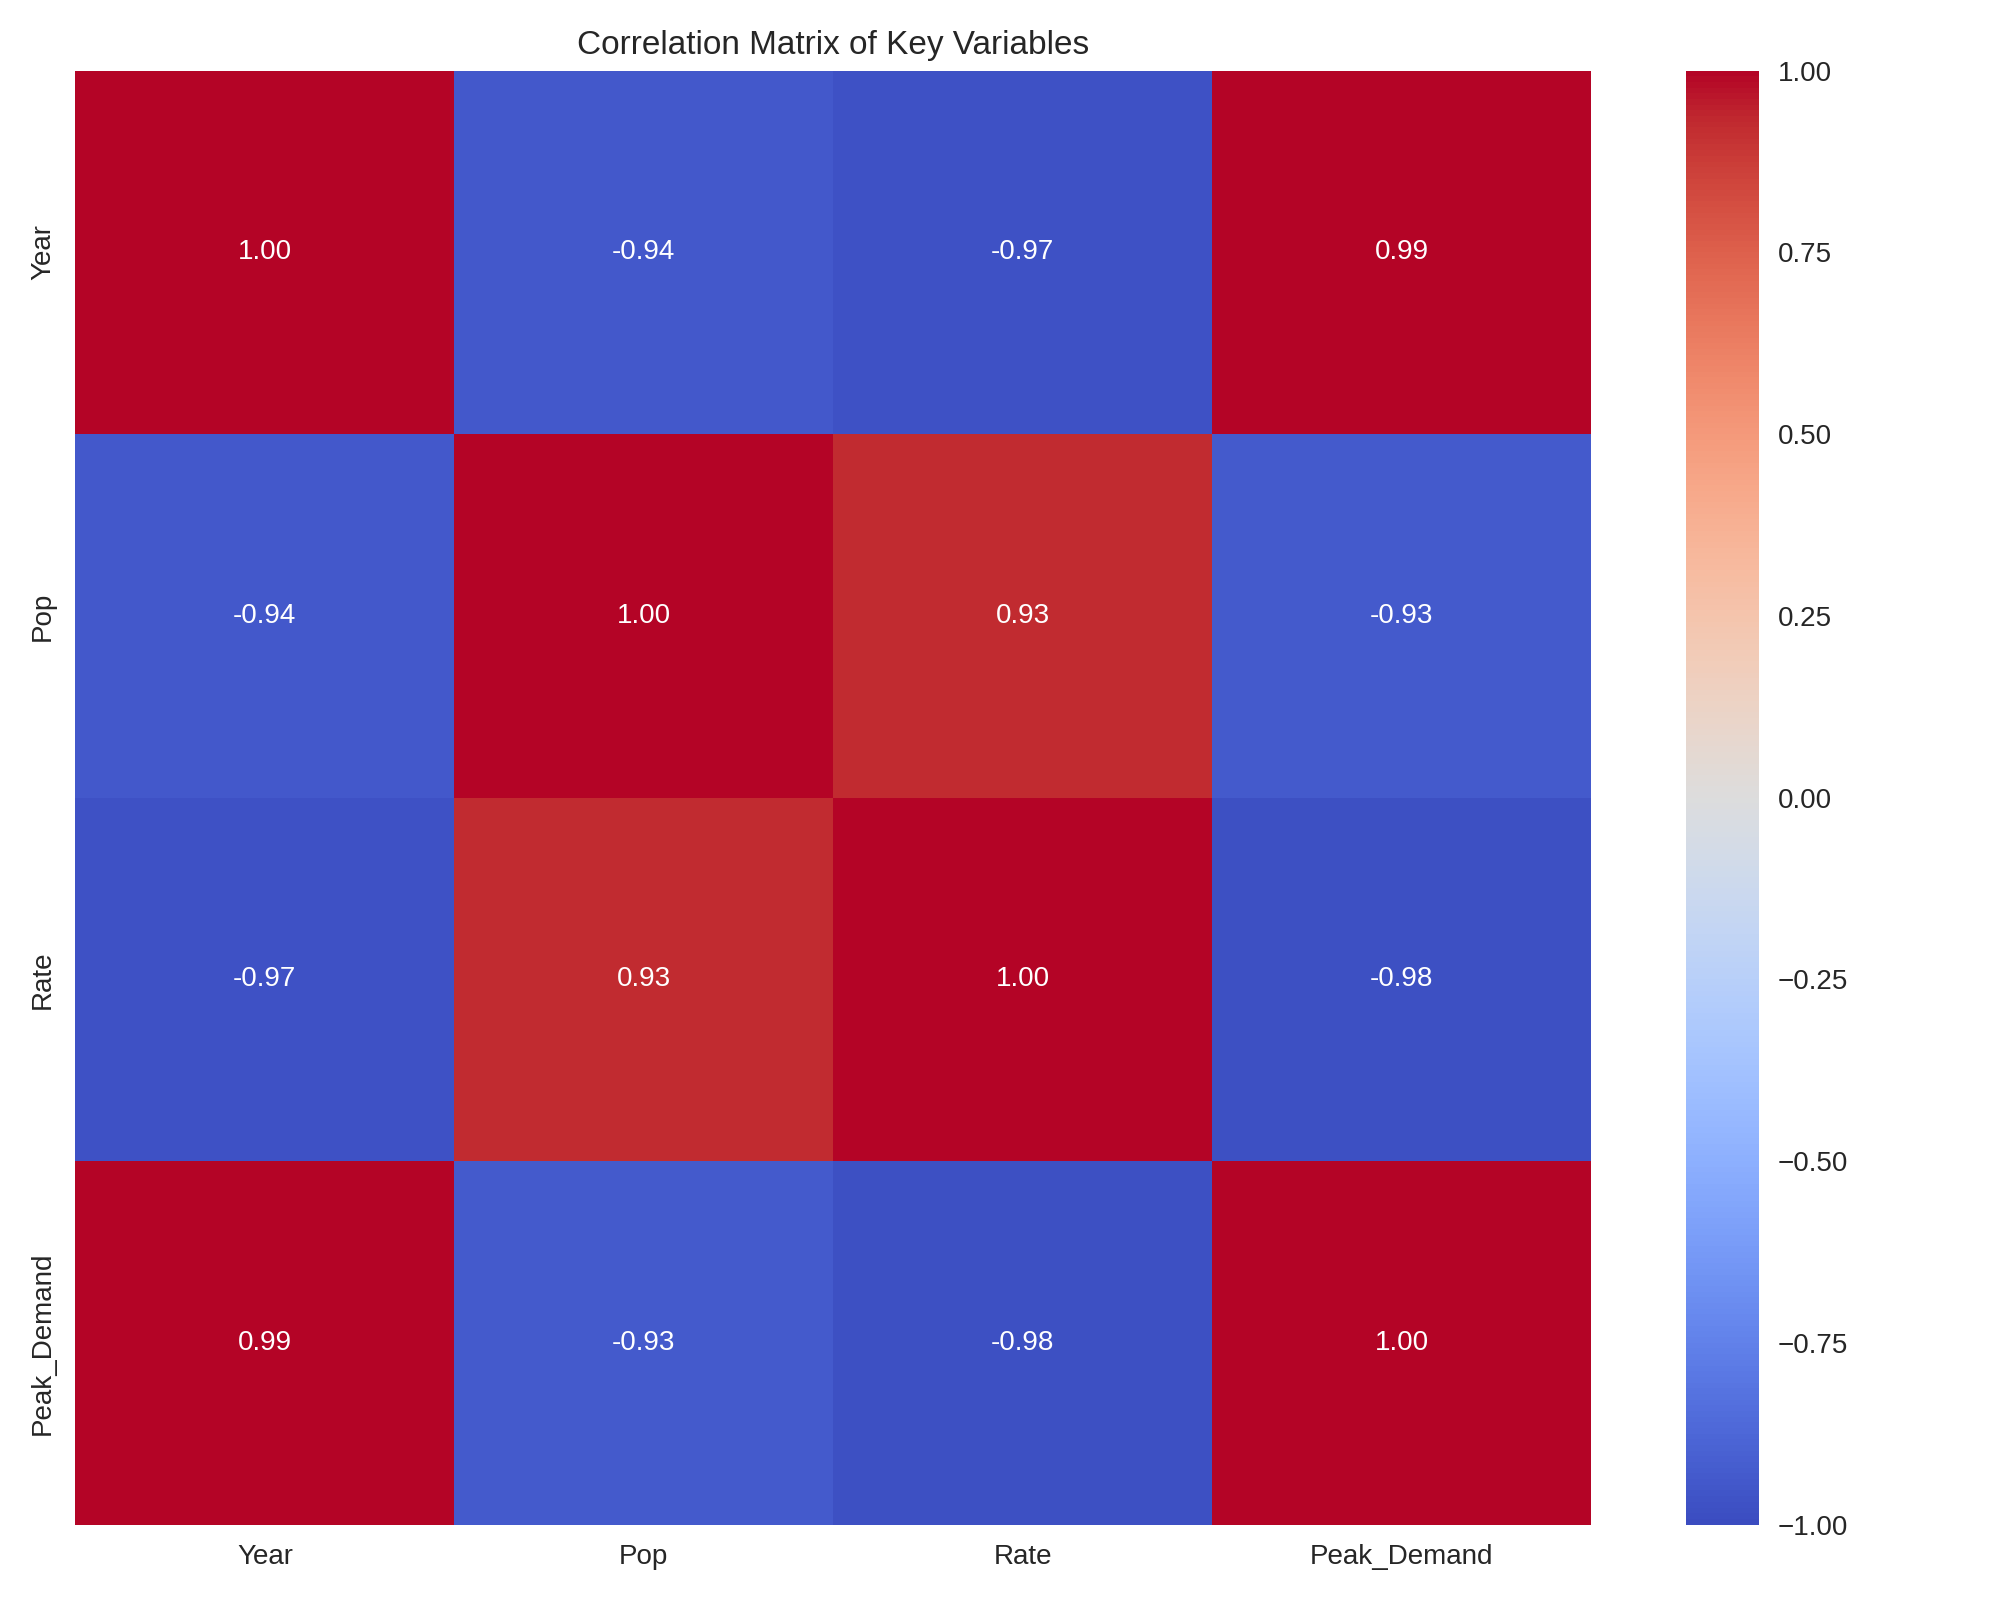 Correlation Matrix of Key Variables
Year
1.00
-0.94
-0.97
0.99
Pop
-0.94
1.00
0.93
-0.93
Rate
-0.97
0.93
1.00
-0.98
Peak_Demand
0.99
-0.93
-0.98
1.00
Year
Pop
Rate
Peak_Demand
1.00
0.75
0.50
0.25
0.00
−0.25
−0.50
−0.75
−1.00